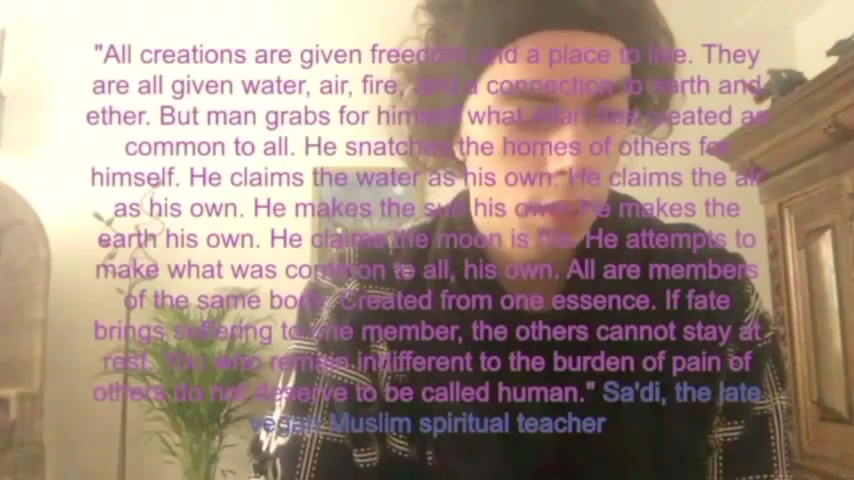 "All creations are given freedom and a place to live. They
are all given water, air, fire, and a connection to earth and
ether. But man grabs for himself what Allah has created as
common to all. He snatches the homes of others for
himself. He claims the water as his own. He claims the air
as his own. He makes the sun his own. He makes the
earth his own. He claims the moon is his. He attempts to
make what was common to all, his own. All are members
of the same body. Created from one essence. If fate
brings suffering to one member, the others cannot stay at
rest. You who remain indifferent to the burden of pain of
others do not deserve to be called human." Sa'di, the late
vegan Muslim spiritual teacher